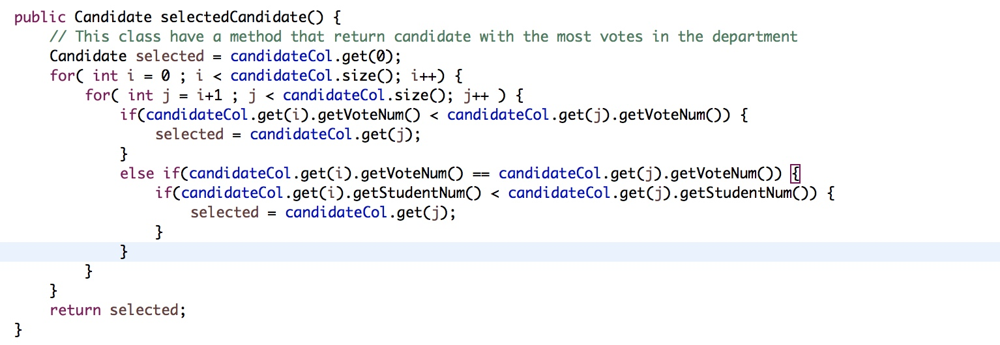 public Candidate selectedCandidate() {
// This class have a method that return candidate with the most votes in the department
Candidate selected = candidateCol.get(0);
for( int i = 0 ; i < candidateCol.size(); i++) {
for( int j = i+1 ; j < candidateCol.size(); j++ ) {
if(candidateCol.get(i).getVoteNum() < candidateCol.get(j).getVoteNum()) {
selected = candidateCol.get(j);
}
else if(candidateCol.get(i).getVoteNum() == candidateCol.get(j).getVoteNum()) {
if(candidateCol.get(i).getStudentNum() < candidateCol.get(j).getStudentNum()) {
selected = candidateCol.get(j);
}
}
}
}
return selected;
}